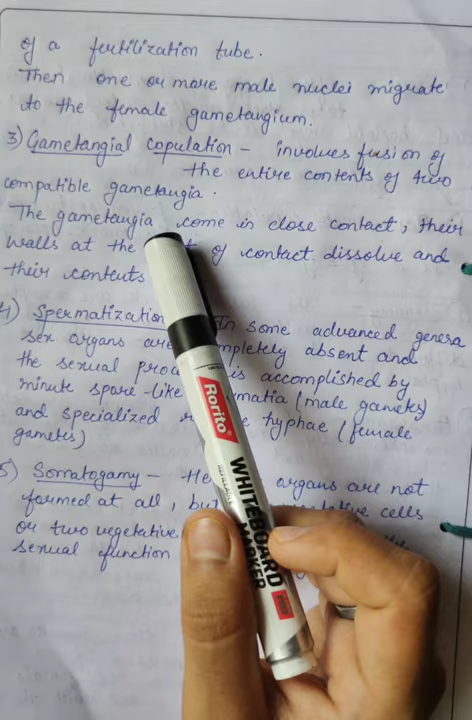 of a fertilization tube.
Then one or more male nuclei migrate
to the female gametangium.
3) Gametangial copulation - involves fusion of
the entire contents of two
compatible gametangia.
The gametangia come in close contact, their
walls at the of contact dissolve and
their contents
4) Spermatization In some advanced genera
sex organs are completely absent and
the sexual is accomplished by
minute spore-like (male gametes)
and specialized hyphae (female
gametes)
5) Somatogamy - organs are not
formed at all, but cells
or two vegetative
sexual function
Rorito®
WHITEBOARD
MARKER